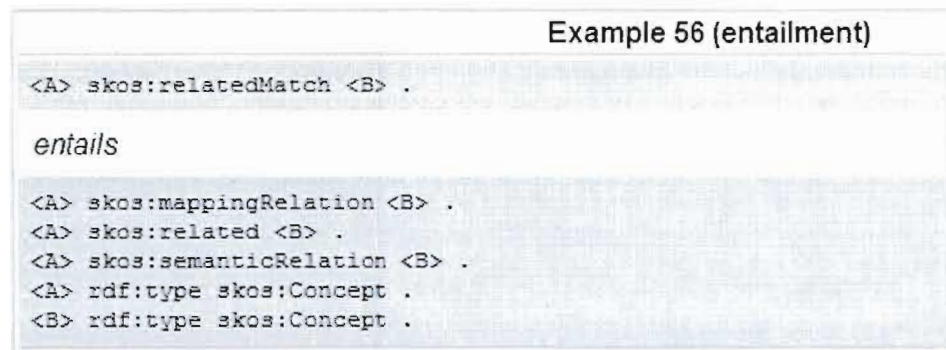 Example 56 (entailment)
<A> skos:relatedMatch <B> .
entails
<A> skos:mappingRelation <B> .
<A> skos:related <B> .
<A> skos:semanticRelation <B> .
<A> rdf:type skos:Concept .
<B> rdf:type skos:Concept .